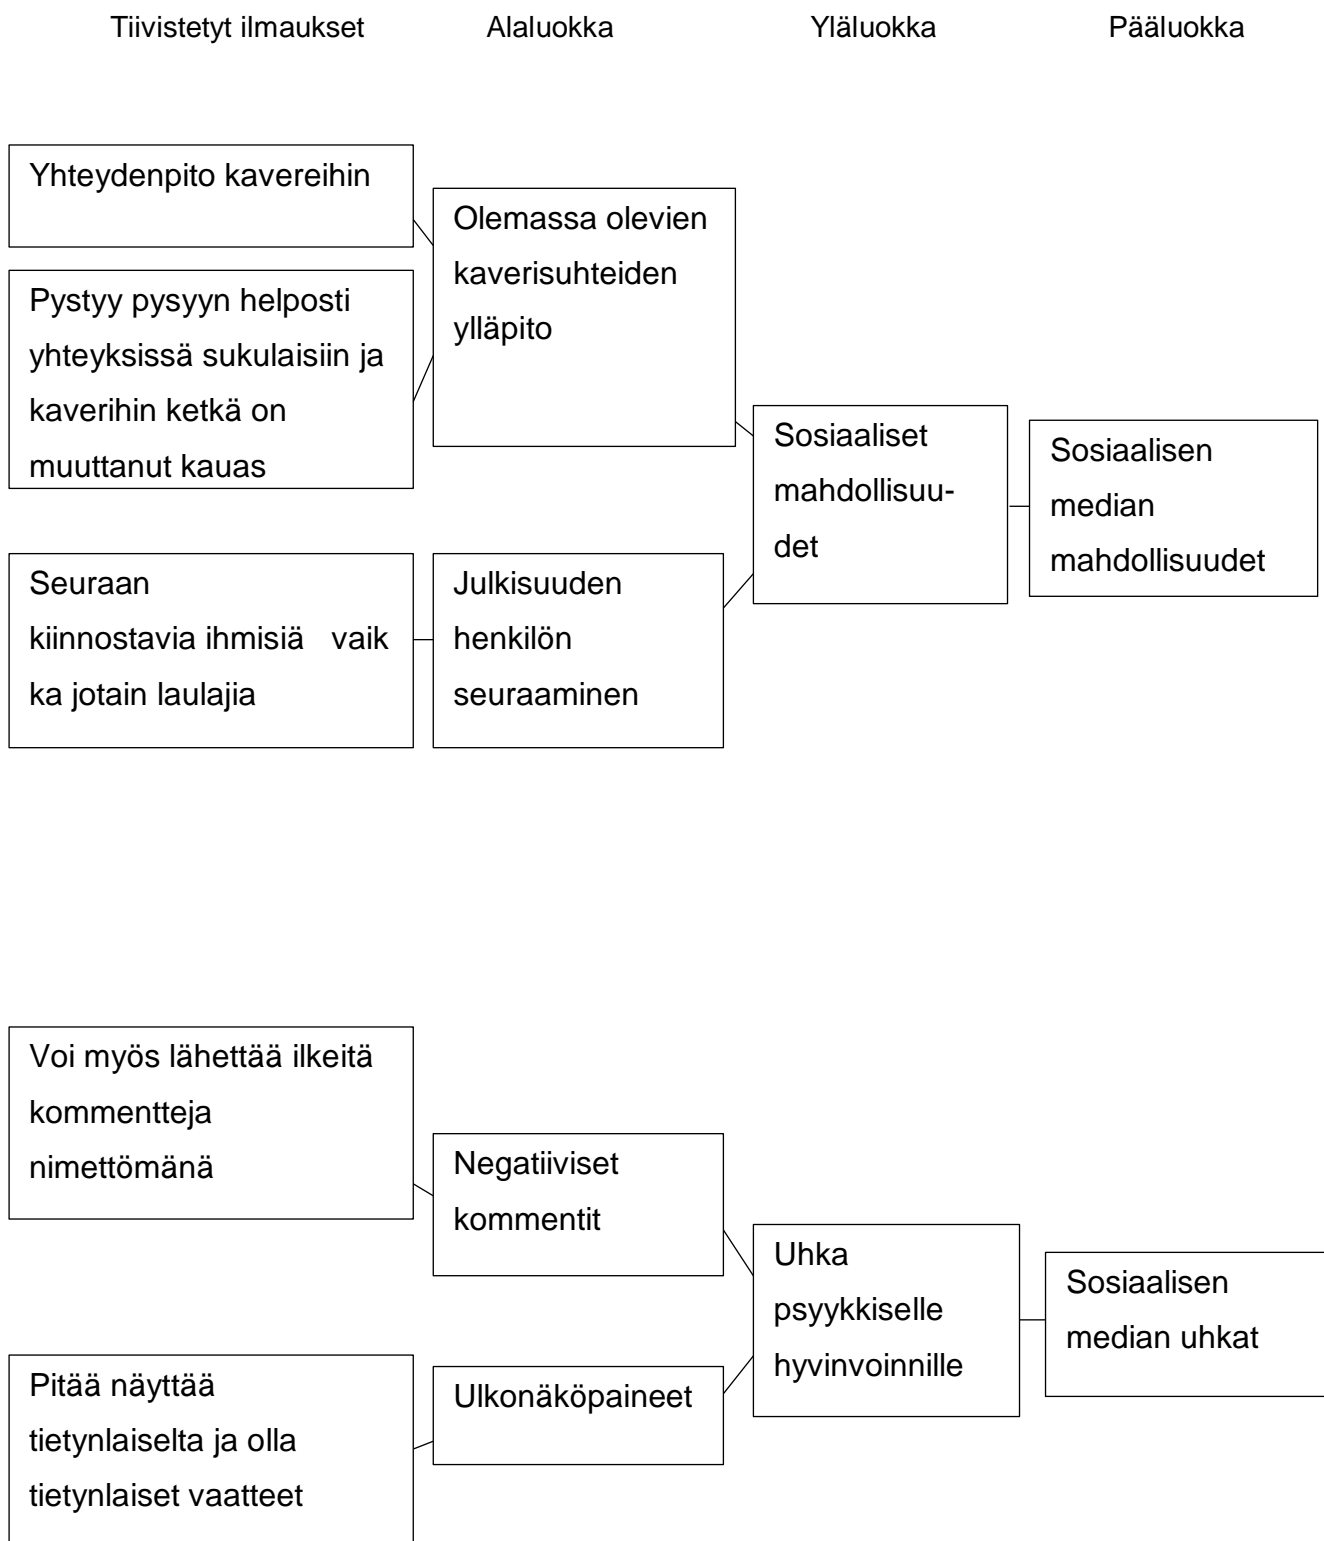 Tiivistetyt ilmaukset Alaluokka Yläluokka Pääluokka
Yhteydenpito kavereihin
Pystyy pysyyn helposti
yhteyksissä sukulaisiin ja
kaverihin ketkä on
muuttanut kauas
Olemassa olevien
kaverisuhteiden
ylläpito
Seuraan
kiinnostavia ihmisiä vaik
ka jotain laulajia
Julkisuuden
henkilön
seuraaminen
Sosiaaliset
mahdollisuu-
det
Sosiaalisen
median
mahdollisuudet
Voi myös lähettää ilkeitä
kommentteja
nimettömänä
Negatiiviset
kommentit
Pitää näyttää
tietynlaiselta ja olla
tietynlaiset vaatteet
Ulkonäköpaineet
Uhka
psyykkiselle
hyvinvoinnille
Sosiaalisen
median uhkat